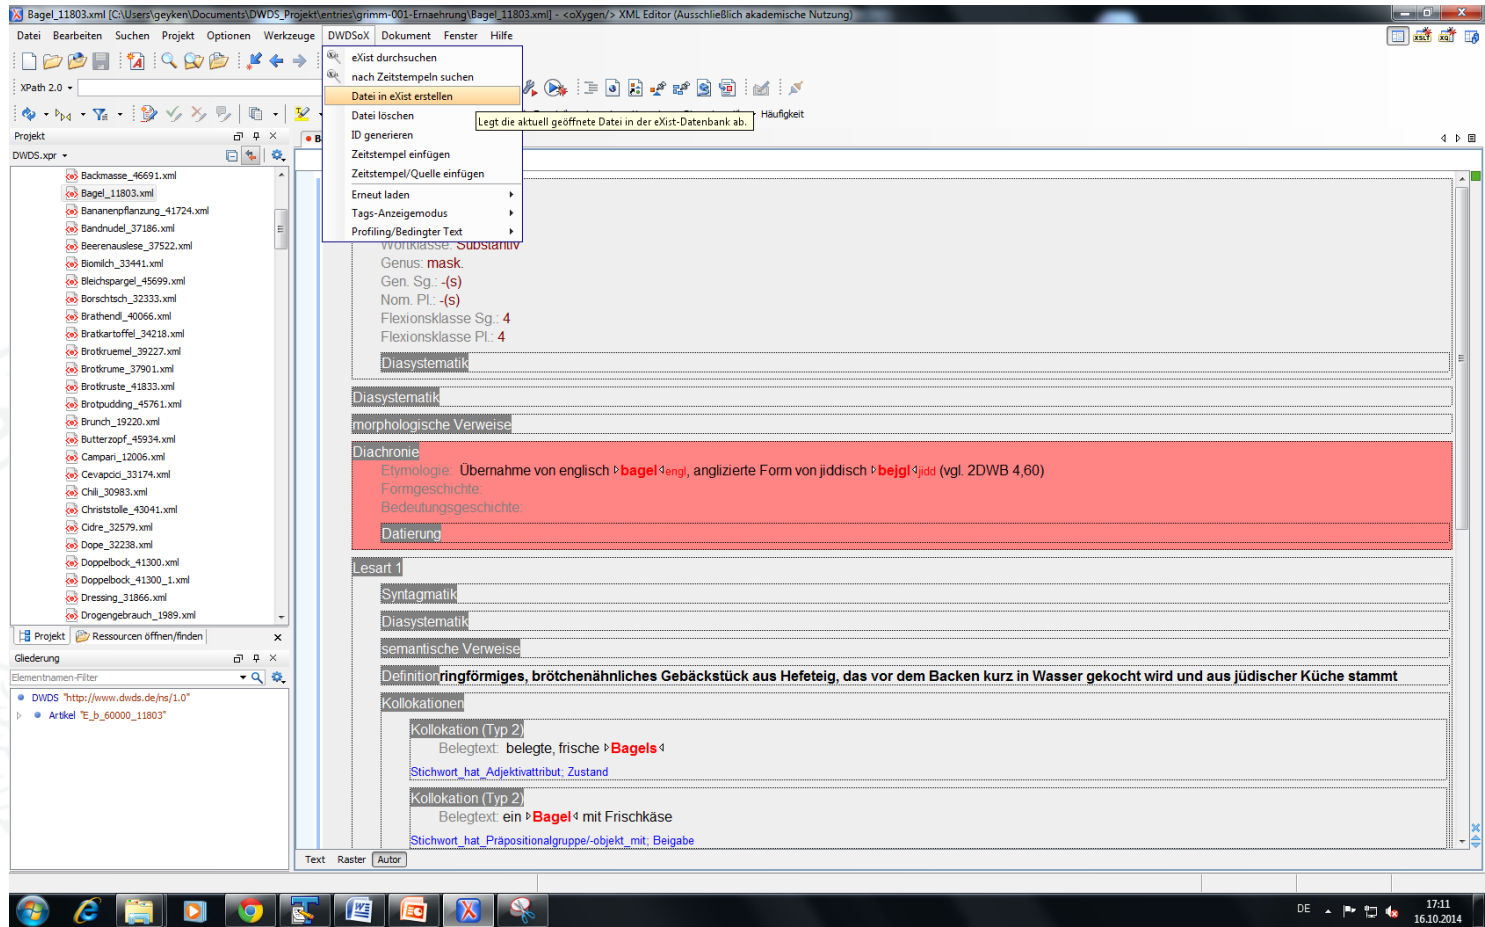 Bagel_11803.xml [C:\Users\geyken\Documents\DWDS_Projekt\entries\grimm-001-Ernaehrung\Bagel_11803.xml] - <oXygen/> XML Editor (Ausschließlich akademische Nutzung)
Datei Bearbeiten Suchen Projekt Optionen Werkzeuge DWDSoX Dokument Fenster Hilfe
eXist durchsuchen
nach Zeitstempeln suchen
Datei in eXist erstellen
Datei löschen
ID generieren
Zeitstempel einfügen
Zeitstempel/Quelle einfügen
Erneut laden
Tags-Anzeigemodus
Profiling/Bedingter Text
Legt die aktuell geöffnete Datei in der eXist-Datenbank ab.
Häufigkeit
XPath 2.0
Projekt
DWDS.xpr
Backmasse_46691.xml
Bagel_11803.xml
Bananenpflanzung_41724.xml
Bandnudel_37186.xml
Beerenauslese_37522.xml
Biomilch_33441.xml
Bleichspargel_45699.xml
Borschtsch_32333.xml
Brathendl_40066.xml
Bratkartoffel_34218.xml
Brotkruemel_39227.xml
Brotkrume_37901.xml
Brotkruste_41833.xml
Brotpudding_45761.xml
Brunch_19220.xml
Butterzopf_45934.xml
Campari_12006.xml
Cevapcici_33174.xml
Chili_30983.xml
Christstolle_43041.xml
Cidre_32579.xml
Dope_32238.xml
Doppelbock_41300.xml
Doppelbock_41300_1.xml
Dressing_31866.xml
Drogengebrauch_1989.xml
Projekt Ressourcen öffnen/finden
Gliederung
Elementnamen-Filter
DWDS "http://www.dwds.de/ns/1.0"
Artikel "E_b_60000_11803"
Wortklasse: Substantiv
Genus: mask.
Gen. Sg.: -(s)
Nom. Pl.: -(s)
Flexionsklasse Sg.: 4
Flexionsklasse Pl.: 4
Diasystematik
Diasystematik
morphologische Verweise
Diachronie
Etymologie: Übernahme von englisch bagel engl, anglizierte Form von jiddisch bejgl jidd (vgl. 2DWB 4,60)
Formgeschichte:
Bedeutungsgeschichte:
Datierung
Lesart 1
Syntagmatik
Diasystematik
semantische Verweise
Definition ringförmiges, brötchenähnliches Gebäckstück aus Hefeteig, das vor dem Backen kurz in Wasser gekocht wird und aus jüdischer Küche stammt
Kollokationen
Kollokation (Typ 2)
Belegtext: belegte, frische Bagels
Stichwort_hat_Adjektivattribut; Zustand
Kollokation (Typ 2)
Belegtext: ein Bagel mit Frischkäse
Stichwort_hat_Präpositionalgruppe/-objekt_mit; Beigabe
Text Raster Autor
DE
17:11
16.10.2014